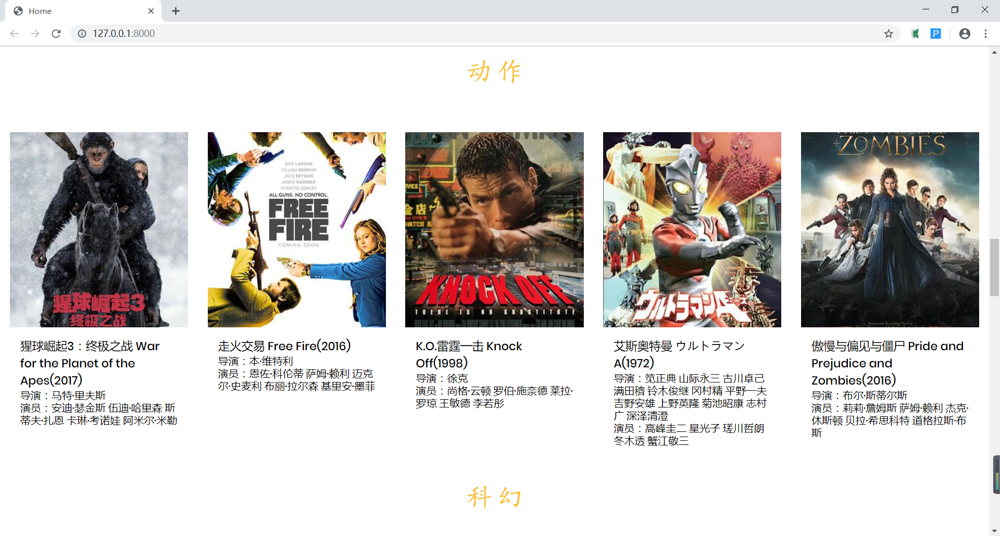 Home
127.0.0.1:8000
动作
BRIE LARSON
CILLIAN MURPHY
JACK REYNOR
ARMIE HAMMER
SHARLTO COPLEY
ALL GUNS. NO CONTROL.
FREE
FIRE
COMING SOON
猩球崛起3
终极之战
金店
KNOCK OFF
THERE IS NO SUBSTITUTE
ウルトラマンA
+ZOMBIES
猩球崛起3：终极之战 War
for the Planet of the
Apes(2017)
导演：马特·里夫斯
演员：安迪·瑟金斯 伍迪·哈里森 斯
蒂夫·扎恩 卡琳·考诺娃 阿米尔·米勒
走火交易 Free Fire(2016)
导演：本·维特利
演员：恩佐·科伦蒂 萨姆·赖利 迈克
尔·史麦利 布丽·拉尔森 基里安·墨菲
K.O.雷霆一击 Knock
Off(1998)
导演：徐克
演员：尚格·云顿 罗伯·施奈德 莱拉·
罗琼 王敏德 李若彤
艾斯奥特曼 ウルトラマン
A(1972)
导演：笕正典 山际永三 古川卓己
满田穧 铃木俊继 冈村精 平野一夫
吉野安雄 上野英隆 菊池昭康 志村
广 深泽清澄
演员：高峰圭二 星光子 瑳川哲朗
冬木透 蟹江敬三
傲慢与偏见与僵尸 Pride and
Prejudice and
Zombies(2016)
导演：布尔·斯蒂尔斯
演员：莉莉·詹姆斯 萨姆·赖利 杰克·
休斯顿 贝拉·希思科特 道格拉斯·布
斯
科幻